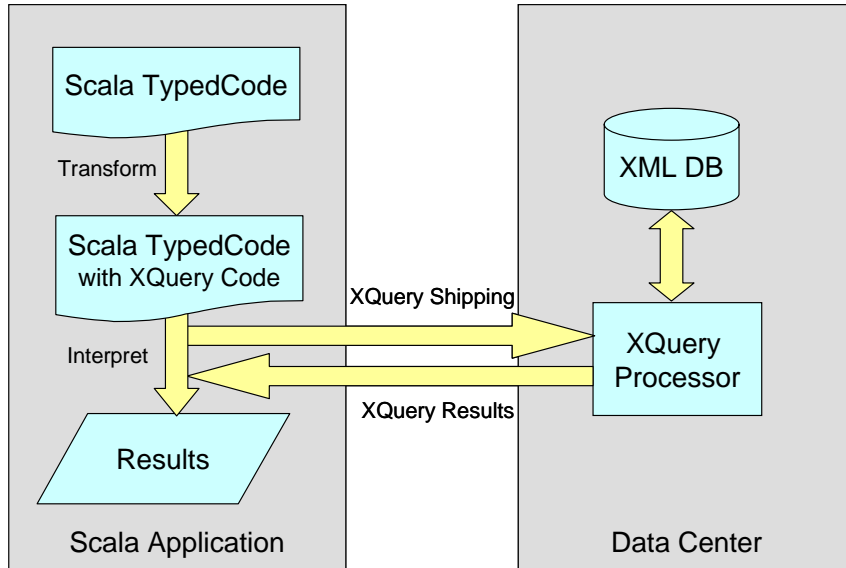 Scala TypedCode
Transform
Scala TypedCode
with XQuery Code
Interpret
Results
Scala Application
XQuery Shipping
XQuery Results
XML DB
XQuery
Processor
Data Center